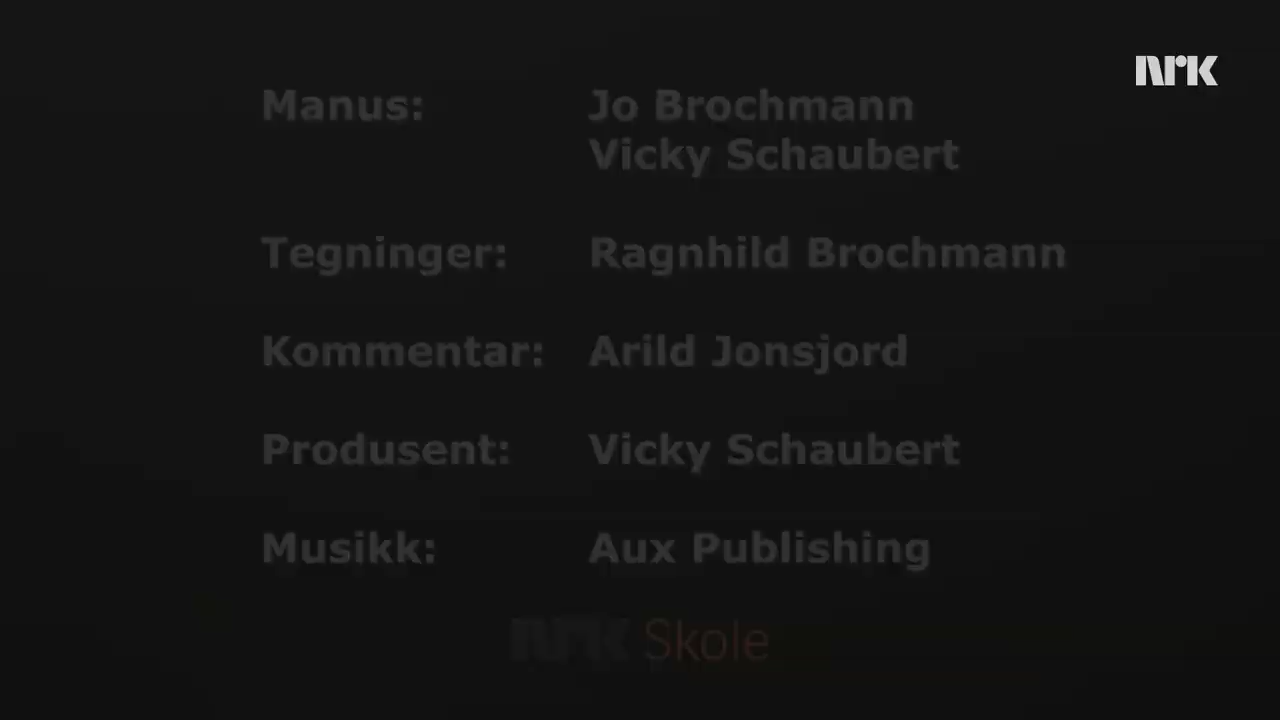 NRK
Manus: Jo Brochmann
Vicky Schaubert
Tegninger: Ragnhild Brochmann
Kommentar: Arild Jonsjord
Produsent: Vicky Schaubert
Musikk: Aux Publishing
NRK Skole